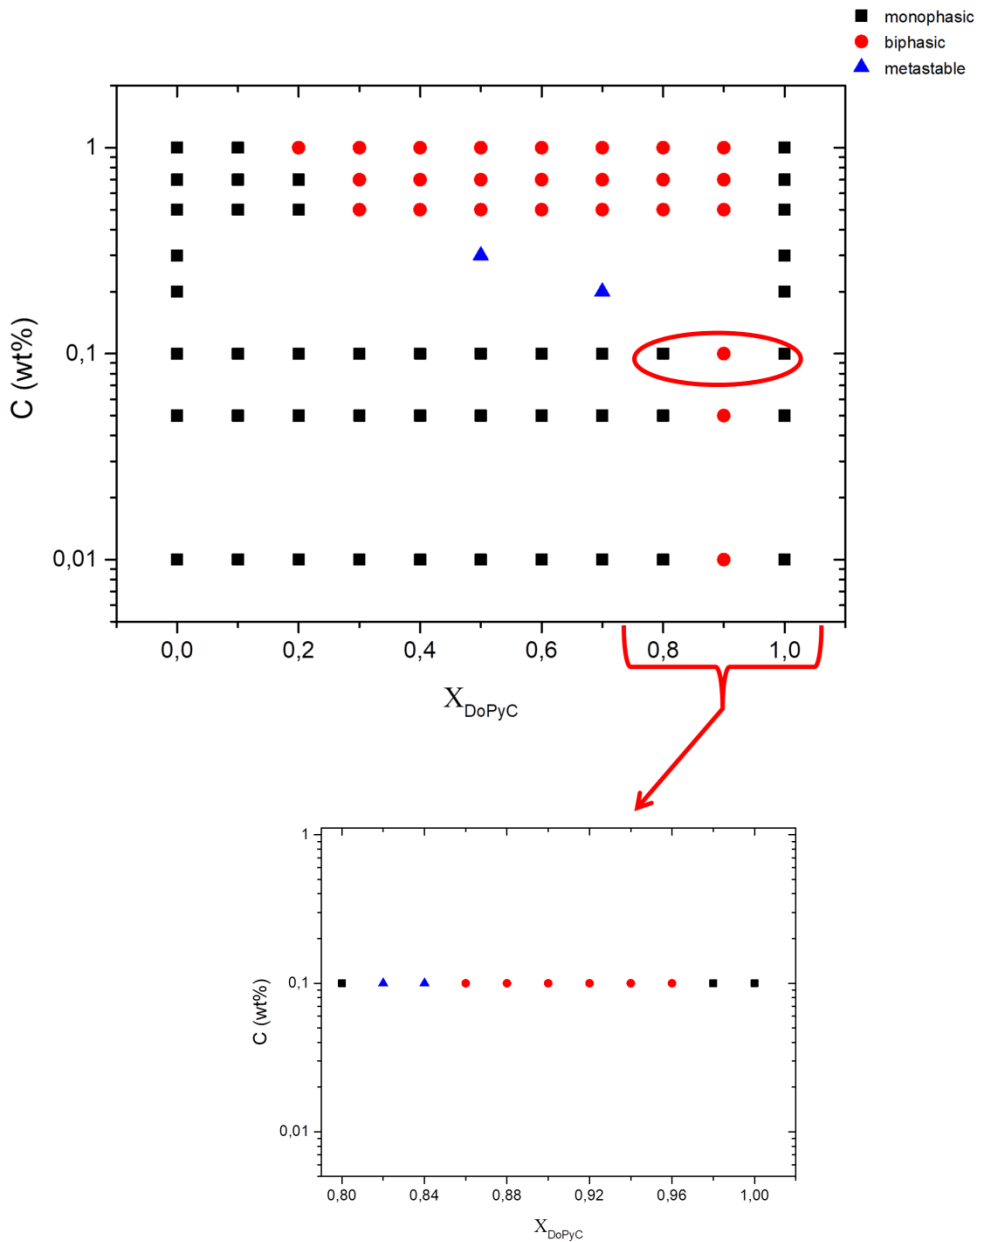 monophasic
biphasic
metastable
1
0,1
0,01
C (wt%)
0,0 0,2 0,4 0,6 0,8 1,0
X DoPyC
1
0,1
0,01
C (wt%)
0,80 0,84 0,88 0,92 0,96 1,00
X DoPyC